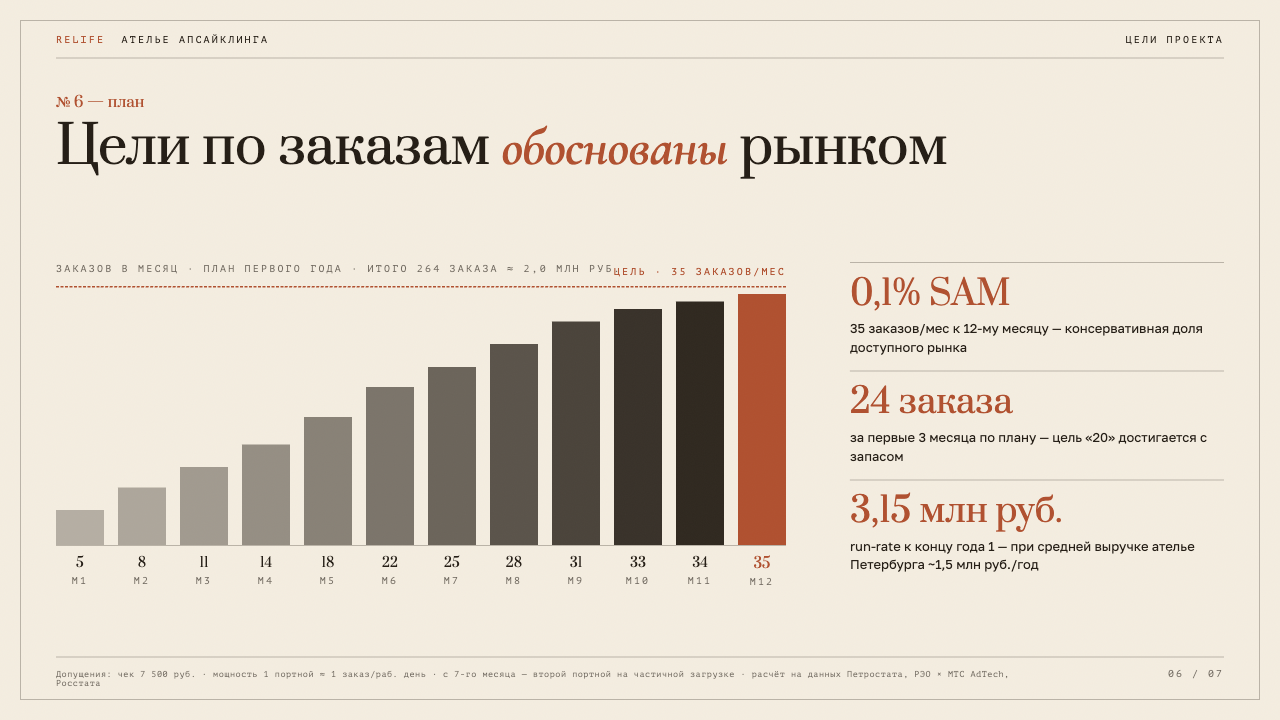 RELIFE АТЕЛЬЕ АПСАЙКЛИНГА
ЦЕЛИ ПРОЕКТА
№ 6 — план
Цели по заказам обоснованы рынком
ЗАКАЗОВ В МЕСЯЦ · ПЛАН ПЕРВОГО ГОДА · ИТОГО 264 ЗАКАЗА ≈ 2,0 МЛН РУБ
ЦЕЛЬ · 35 ЗАКАЗОВ/МЕС
5 8 11 14 18 22 25 28 31 33 34 35
М1 М2 М3 М4 М5 М6 М7 М8 М9 М10 М11 М12
0,1% SAM
35 заказов/мес к 12-му месяцу — консервативная доля
доступного рынка
24 заказа
за первые 3 месяца по плану — цель «20» достигается с
запасом
3,15 млн руб.
run-rate к концу года 1 — при средней выручке ателье
Петербурга ~1,5 млн руб./год
Допущения: чек 7 500 руб. · мощность 1 портной ≈ 1 заказ/раб. день · с 7-го месяца — второй портной на частичной загрузке · расчёт на данных Петростата, РЭО × МТС AdTech,
Росстата
06 / 07